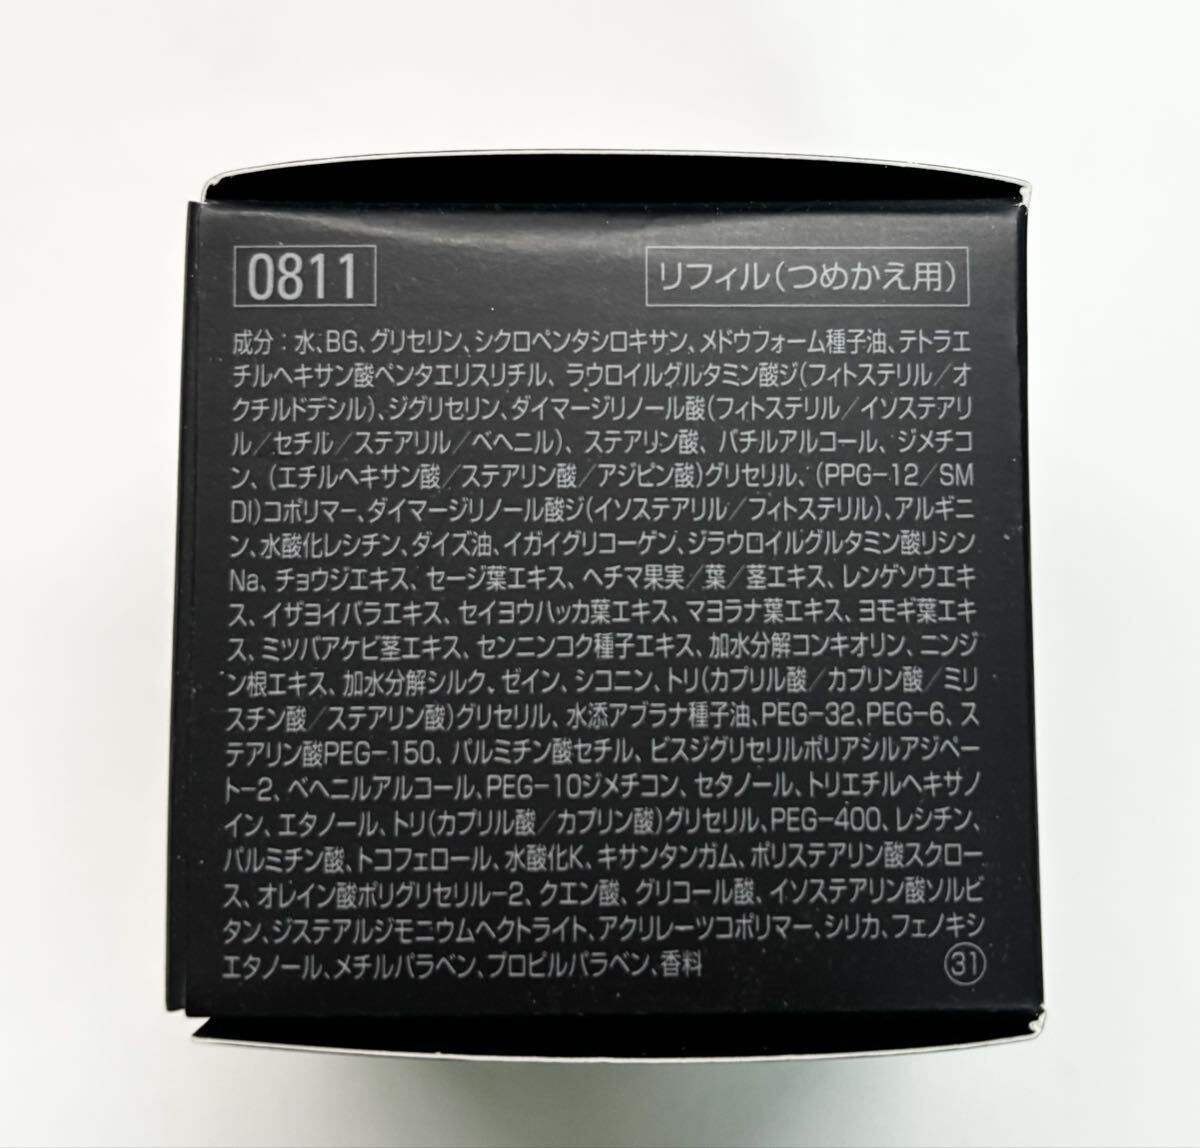 0811
リフィル(つめかえ用)
成分：水、BG、グリセリン、シクロペンタシロキサン、メドウフォーム種子油、テトラエ
チルヘキサン酸ペンタエリスリチル、ラウロイルグルタミン酸ジ(フィトステリル／オ
クチルドデシル)、ジグリセリン、ダイマージリノール酸(フィトステリル／イソステアリ
ル／セチル／ステアリル／ベヘニル)、ステアリン酸、バチルアルコール、ジメチコ
ン、(エチルヘキサン酸／ステアリン酸／アジピン酸)グリセリル、(PPG-12／SM
DI)コポリマー、ダイマージリノール酸ジ(イソステアリル／フィトステリル)、アルギニ
ン、水酸化レシチン、ダイズ油、イガイグリコーゲン、ジラウロイルグルタミン酸リシン
Na、チョウジエキス、セージ葉エキス、ヘチマ果実／葉／茎エキス、レンゲソウエキ
ス、イザヨイバラエキス、セイヨウハッカ葉エキス、マヨラナ葉エキス、ヨモギ葉エキ
ス、ミツバアケビ茎エキス、センニンコク種子エキス、加水分解コンキオリン、ニンジ
ン根エキス、加水分解シルク、ゼイン、シコニン、トリ(カプリル酸／カプリン酸／ミリ
スチン酸／ステアリン酸)グリセリル、水添アブラナ種子油、PEG-32、PEG-6、ス
テアリン酸PEG-150、パルミチン酸セチル、ビスジグリセリルポリアシルアジペー
ト-2、ベヘニルアルコール、PEG-10ジメチコン、セタノール、トリエチルヘキサノ
イン、エタノール、トリ(カプリル酸／カプリン酸)グリセリル、PEG-400、レシチン、
パルミチン酸、トコフェロール、水酸化K、キサンタンガム、ポリステアリン酸スクロー
ス、オレイン酸ポリグリセリル-2、クエン酸、グリコール酸、イソステアリン酸ソルビ
タン、ジステアルジモニウムヘクトライト、アクリレーツコポリマー、シリカ、フェノキシ
エタノール、メチルパラベン、プロピルパラベン、香料
31